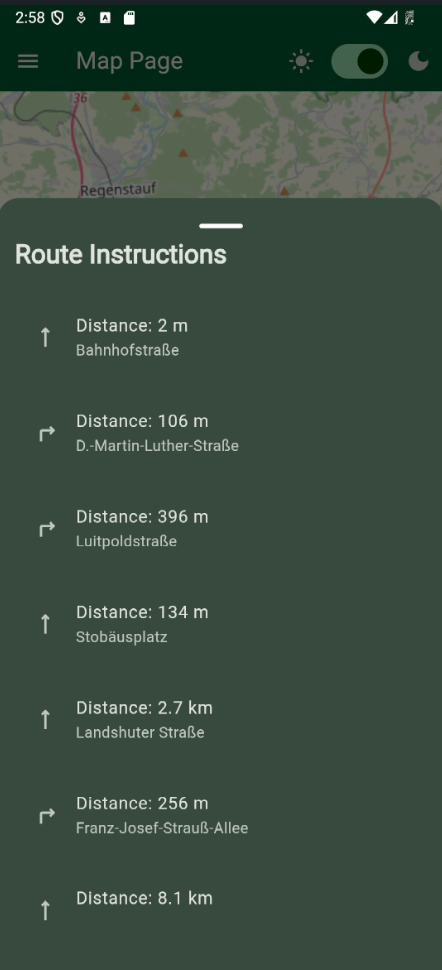 2:58
Map Page
36
Regenstauf
Route Instructions
Distance: 2 m
Bahnhofstraße
Distance: 106 m
D.-Martin-Luther-Straße
Distance: 396 m
Luitpoldstraße
Distance: 134 m
Stobäusplatz
Distance: 2.7 km
Landshuter Straße
Distance: 256 m
Franz-Josef-Strauß-Allee
Distance: 8.1 km